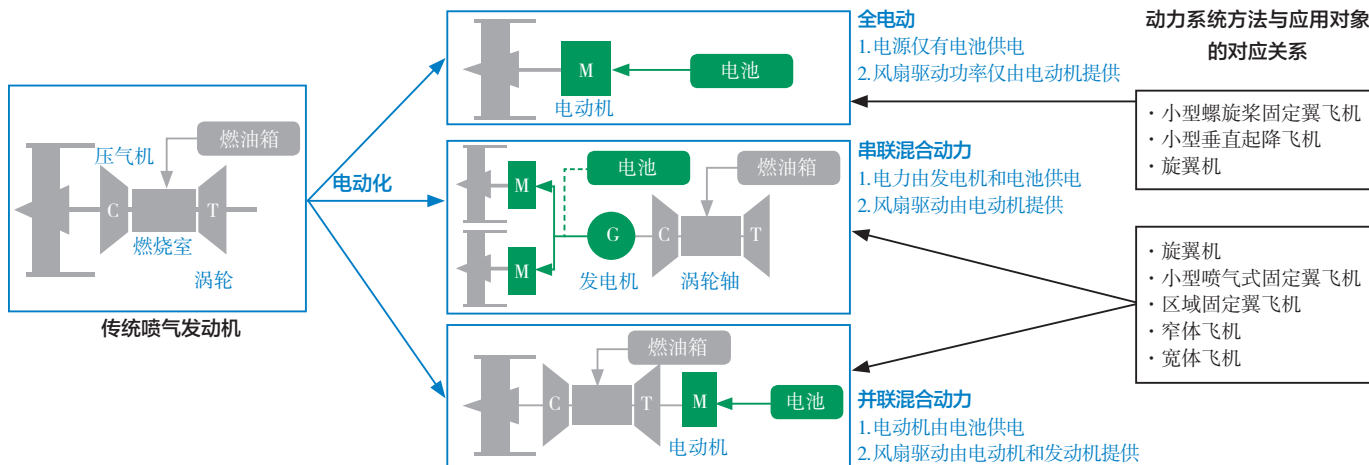 压气机
燃油箱
C
T
燃烧室
涡轮
传统喷气发动机
电动化
M
电池
电动机
全电动
1.电源仅有电池供电
2.风扇驱动功率仅由电动机提供
M
电池
燃油箱
M
G
C
T
发电机
涡轮轴
串联混合动力
1.电力由发电机和电池供电
2.风扇驱动由电动机提供
燃油箱
C
T
M
电池
电动机
并联混合动力
1.电动机由电池供电
2.风扇驱动由电动机和发动机提供
动力系统方法与应用对象
的对应关系
·小型螺旋桨固定翼飞机
·小型垂直起降飞机
·旋翼机
·旋翼机
·小型喷气式固定翼飞机
·区域固定翼飞机
·窄体飞机
·宽体飞机